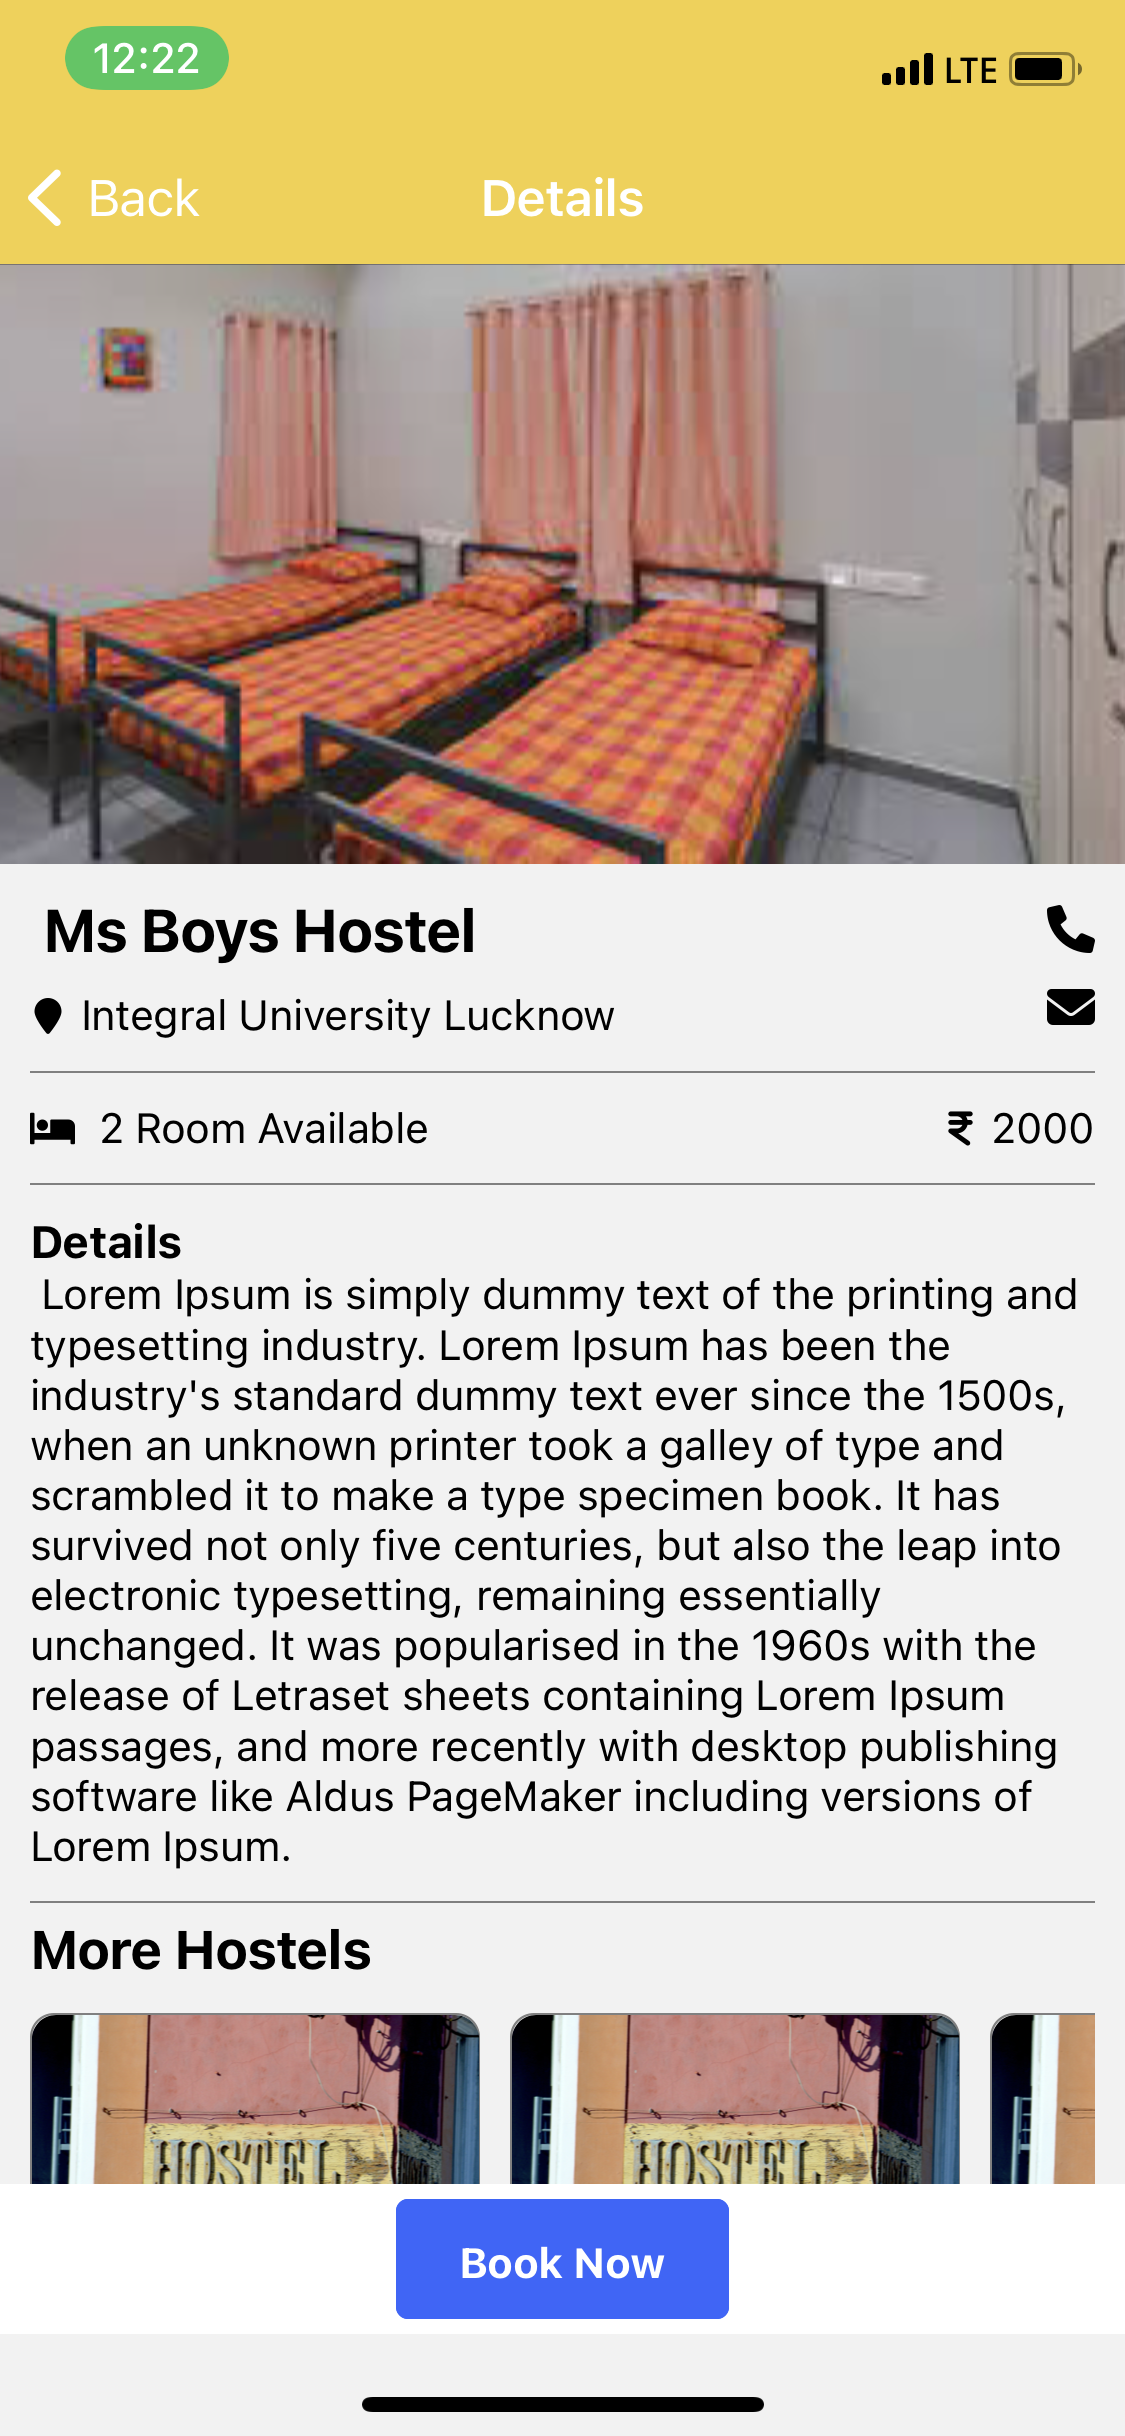 12:22
LTE
Back
Details
Ms Boys Hostel
Integral University Lucknow
2 Room Available
₹ 2000
Details
Lorem Ipsum is simply dummy text of the printing and
typesetting industry. Lorem Ipsum has been the
industry's standard dummy text ever since the 1500s,
when an unknown printer took a galley of type and
scrambled it to make a type specimen book. It has
survived not only five centuries, but also the leap into
electronic typesetting, remaining essentially
unchanged. It was popularised in the 1960s with the
release of Letraset sheets containing Lorem Ipsum
passages, and more recently with desktop publishing
software like Aldus PageMaker including versions of
Lorem Ipsum.
More Hostels
HOSTEL
HOSTEL
Book Now